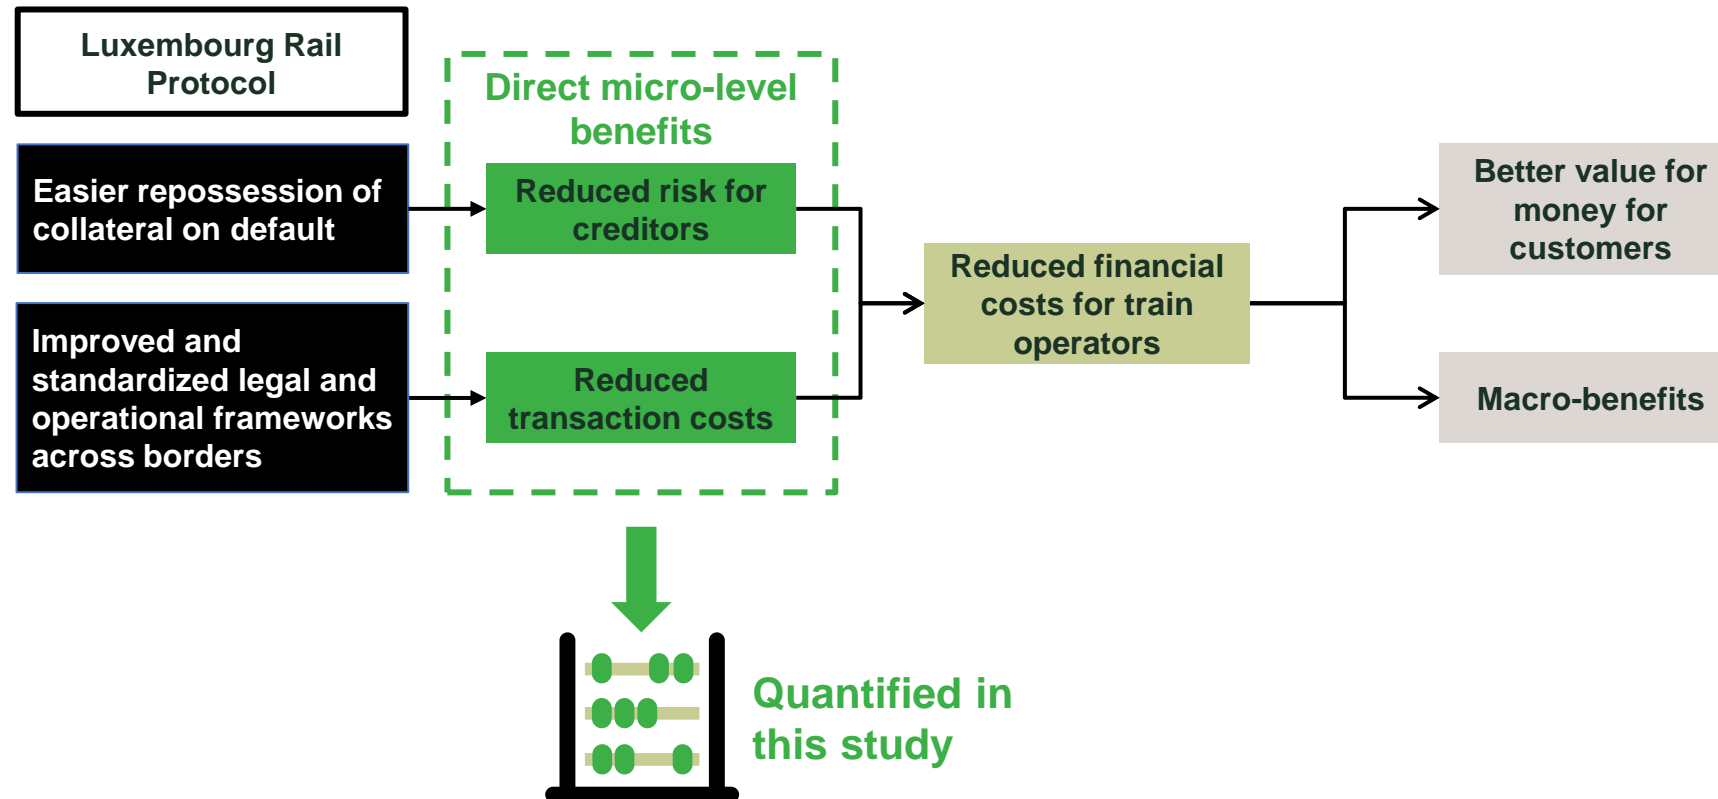 Luxembourg Rail
Protocol
Direct micro-level
benefits
Easier repossession of
collateral on default
Reduced risk for
creditors
Improved and
standardized legal and
operational frameworks
across borders
Reduced
transaction costs
Reduced financial
costs for train
operators
Better value for
money for
customers
Macro-benefits
Quantified in
this study